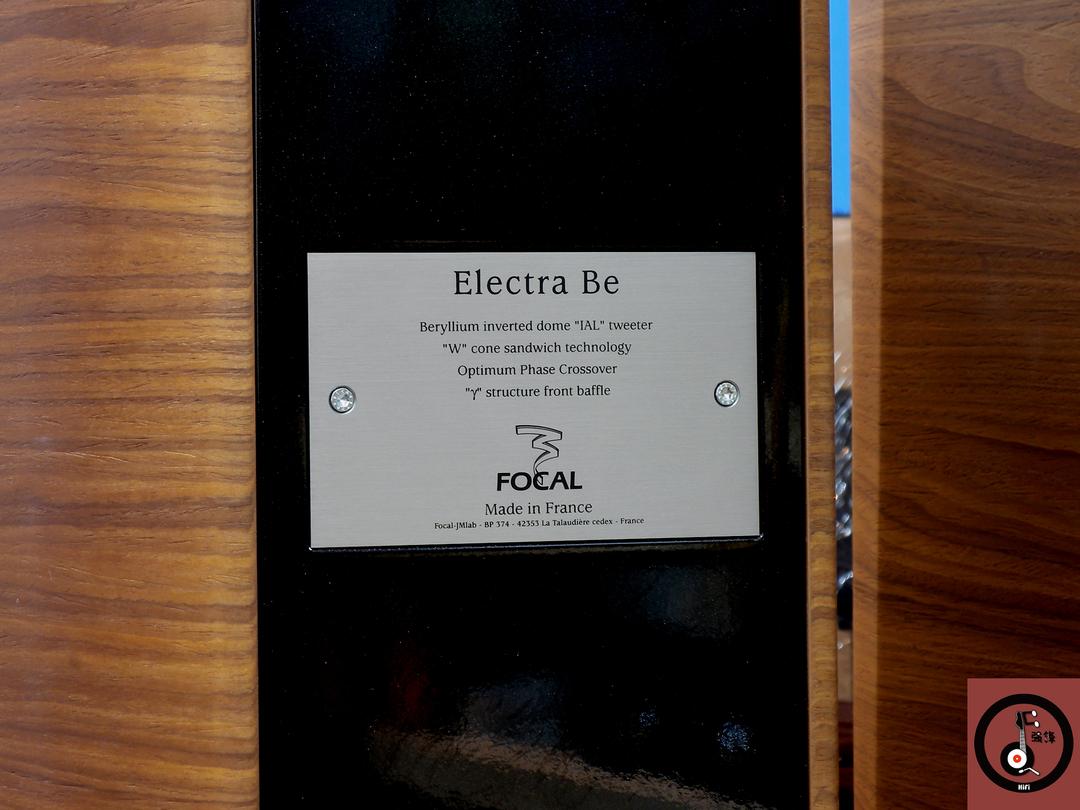 Electra Be
Beryllium inverted dome "IAL" tweeter
"W" cone sandwich technology
Optimum Phase Crossover
"γ" structure front baffle
FOCAL
Made in France
Focal-JMlab - BP 374 - 42353 La Talaudière cedex - France
HiFi